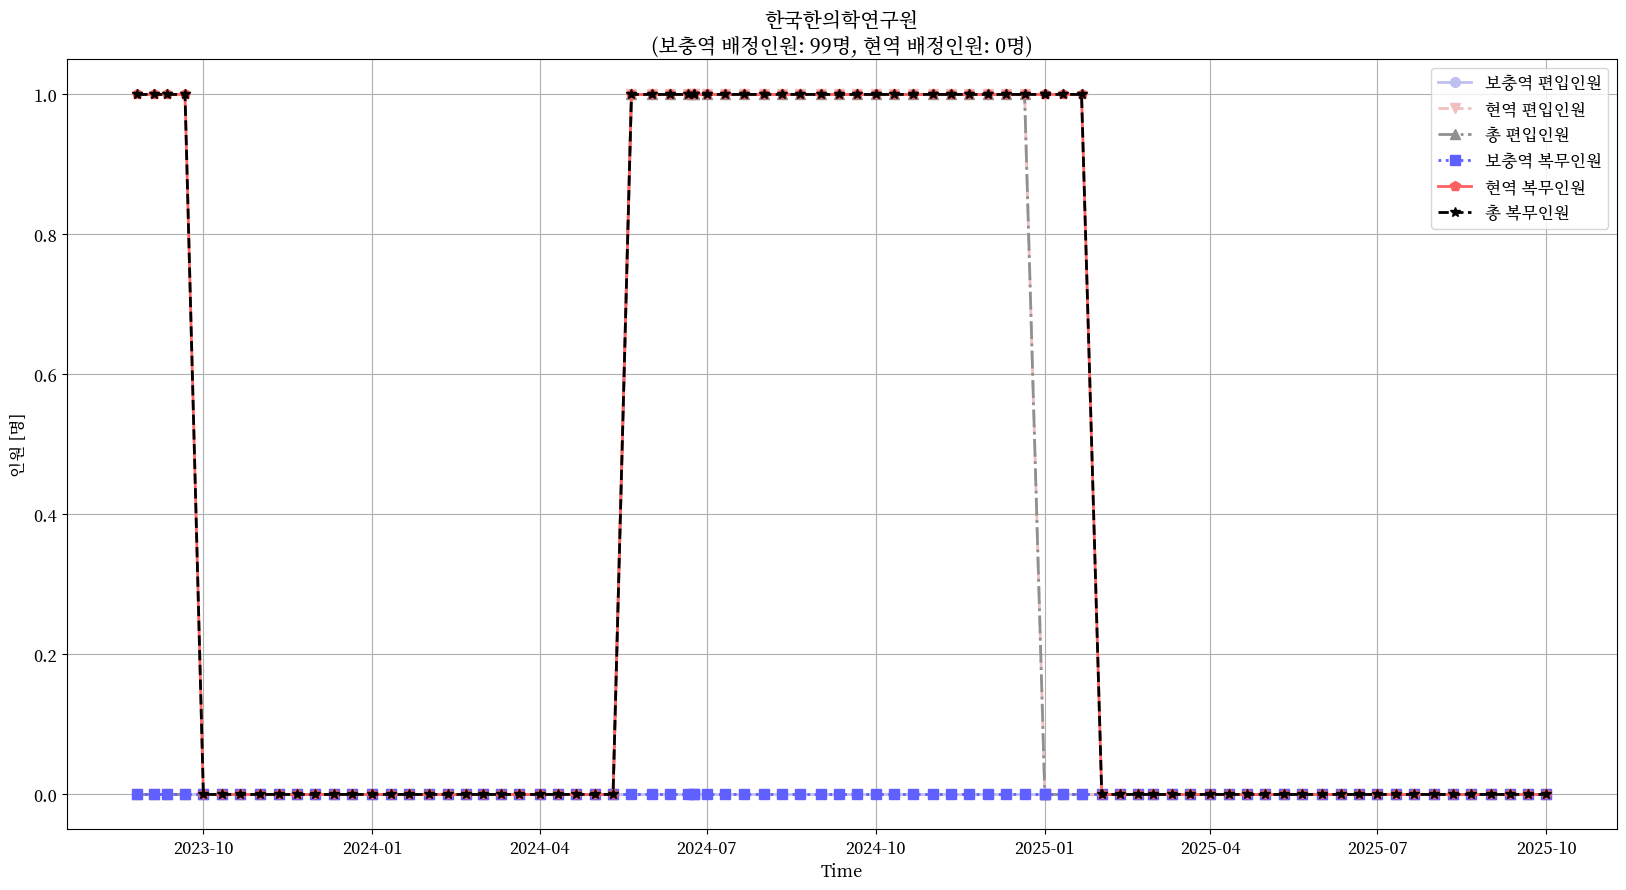 한국한의학연구원
(보충역 배정인원: 99명, 현역 배정인원: 0명)
보충역 편입인원
현역 편입인원
총 편입인원
보충역 복무인원
현역 복무인원
총 복무인원
인원 [명]
1.0
0.8
0.6
0.4
0.2
0.0
2023-10
2024-01
2024-04
2024-07
2024-10
2025-01
2025-04
2025-07
2025-10
Time